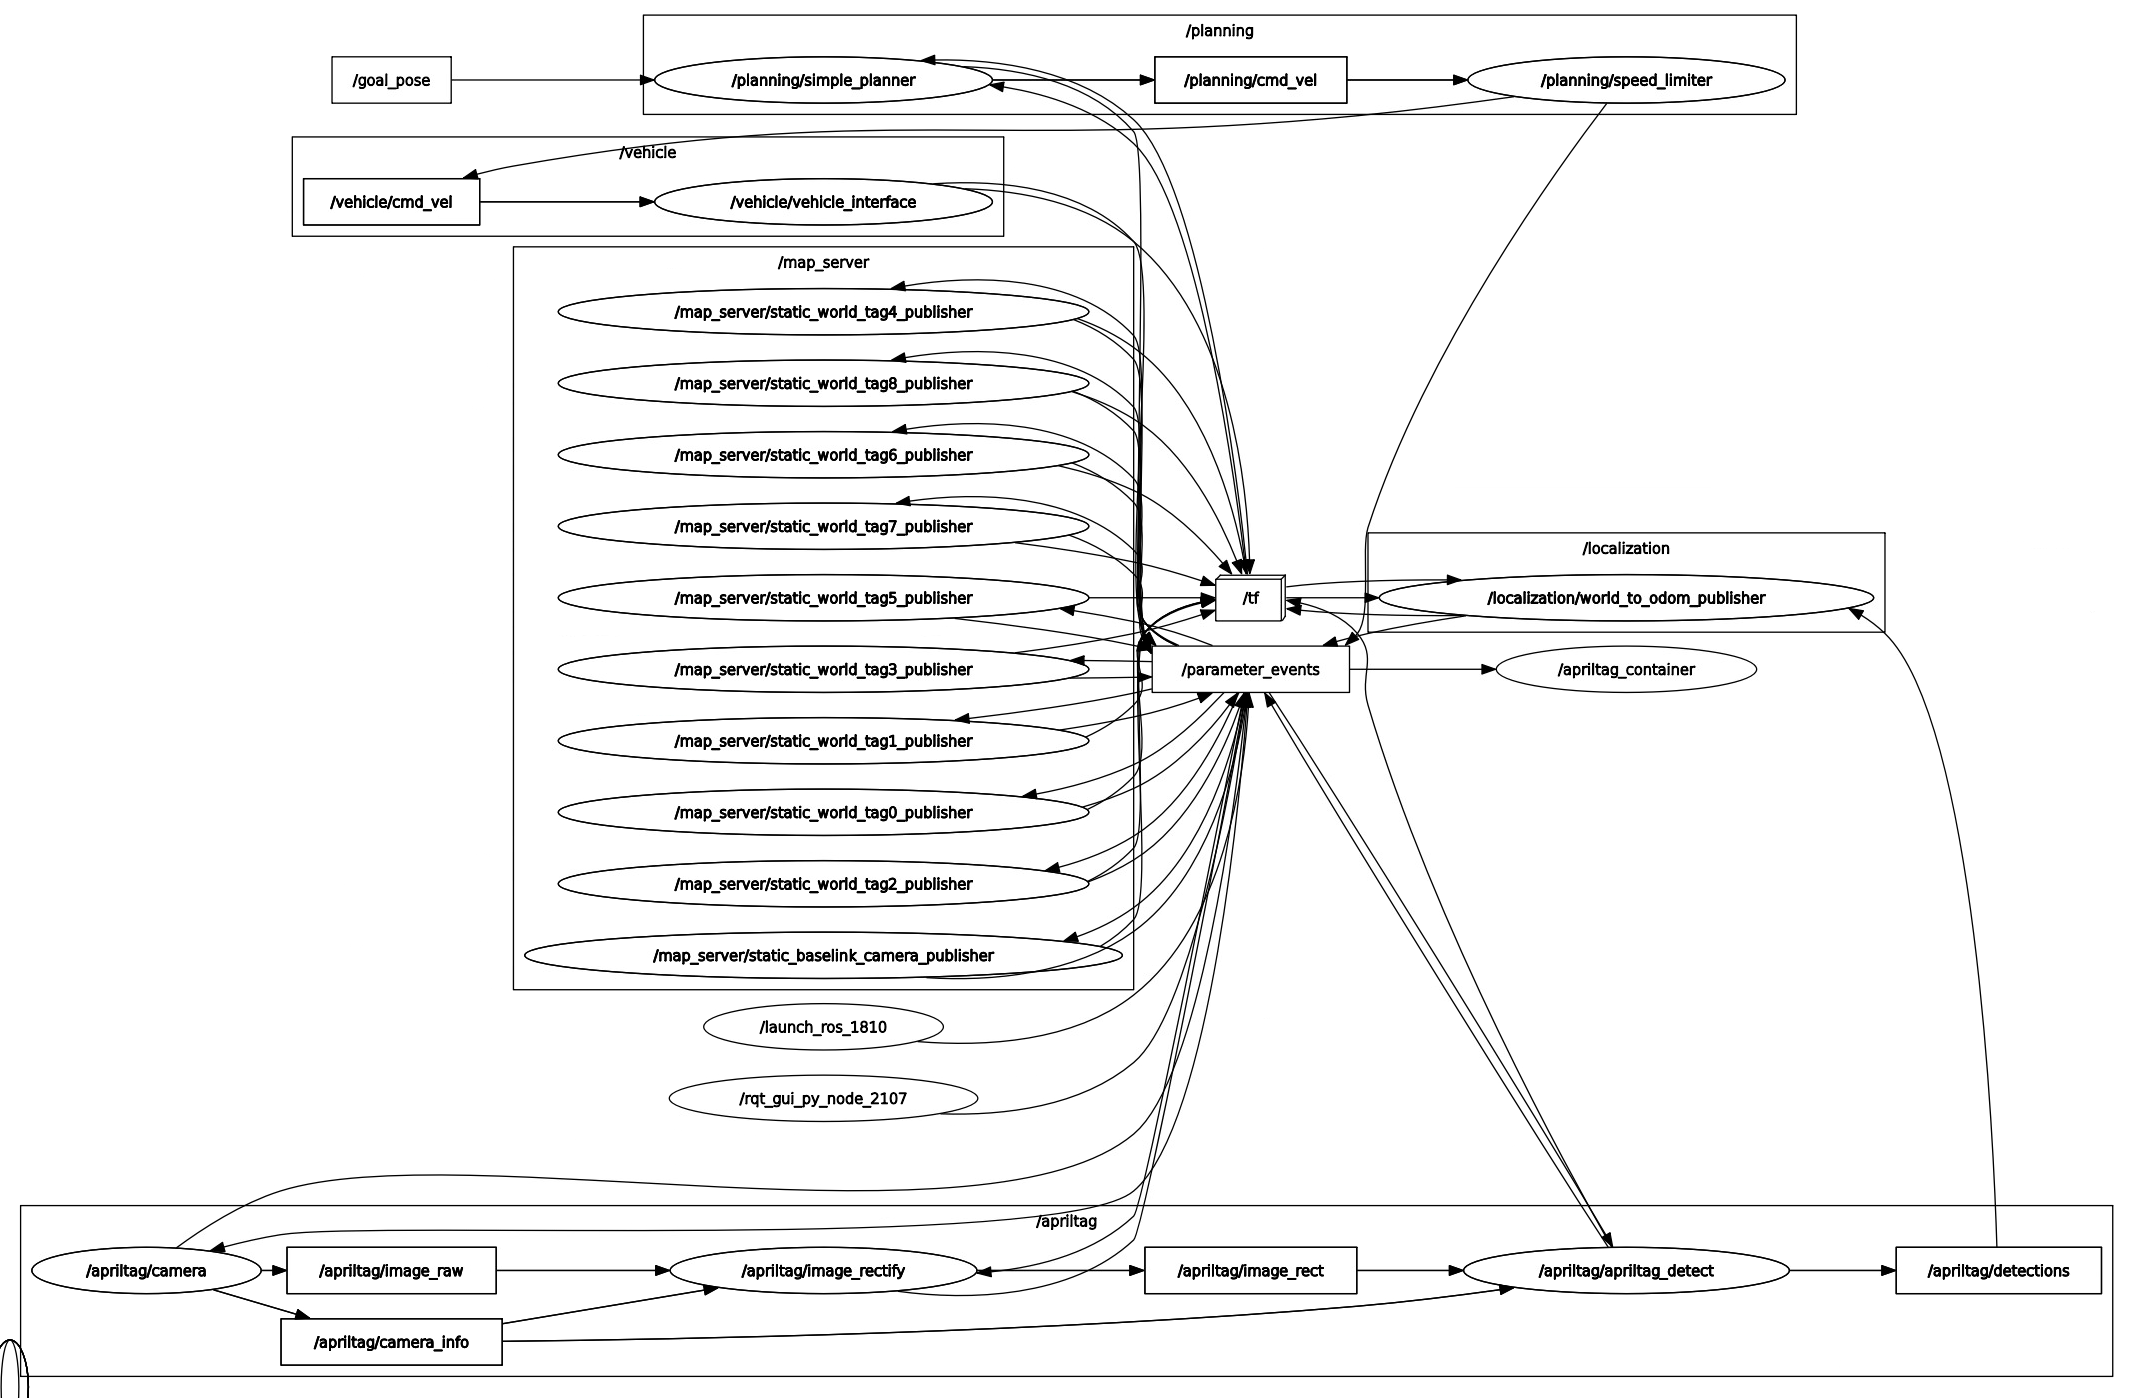 /planning
/goal_pose
/planning/simple_planner
/planning/cmd_vel
/planning/speed_limiter
/vehicle
/vehicle/cmd_vel
/vehicle/vehicle_interface
/map_server
/map_server/static_world_tag4_publisher
/map_server/static_world_tag8_publisher
/map_server/static_world_tag6_publisher
/map_server/static_world_tag7_publisher
/localization
/map_server/static_world_tag5_publisher
/tf
/localization/world_to_odom_publisher
/map_server/static_world_tag3_publisher
/parameter_events
/apriltag_container
/map_server/static_world_tag1_publisher
/map_server/static_world_tag0_publisher
/map_server/static_world_tag2_publisher
/map_server/static_baselink_camera_publisher
/launch_ros_1810
/rqt_gui_py_node_2107
/apriltag
/apriltag/camera
/apriltag/image_raw
/apriltag/image_rectify
/apriltag/image_rect
/apriltag/apriltag_detect
/apriltag/detections
/apriltag/camera_info